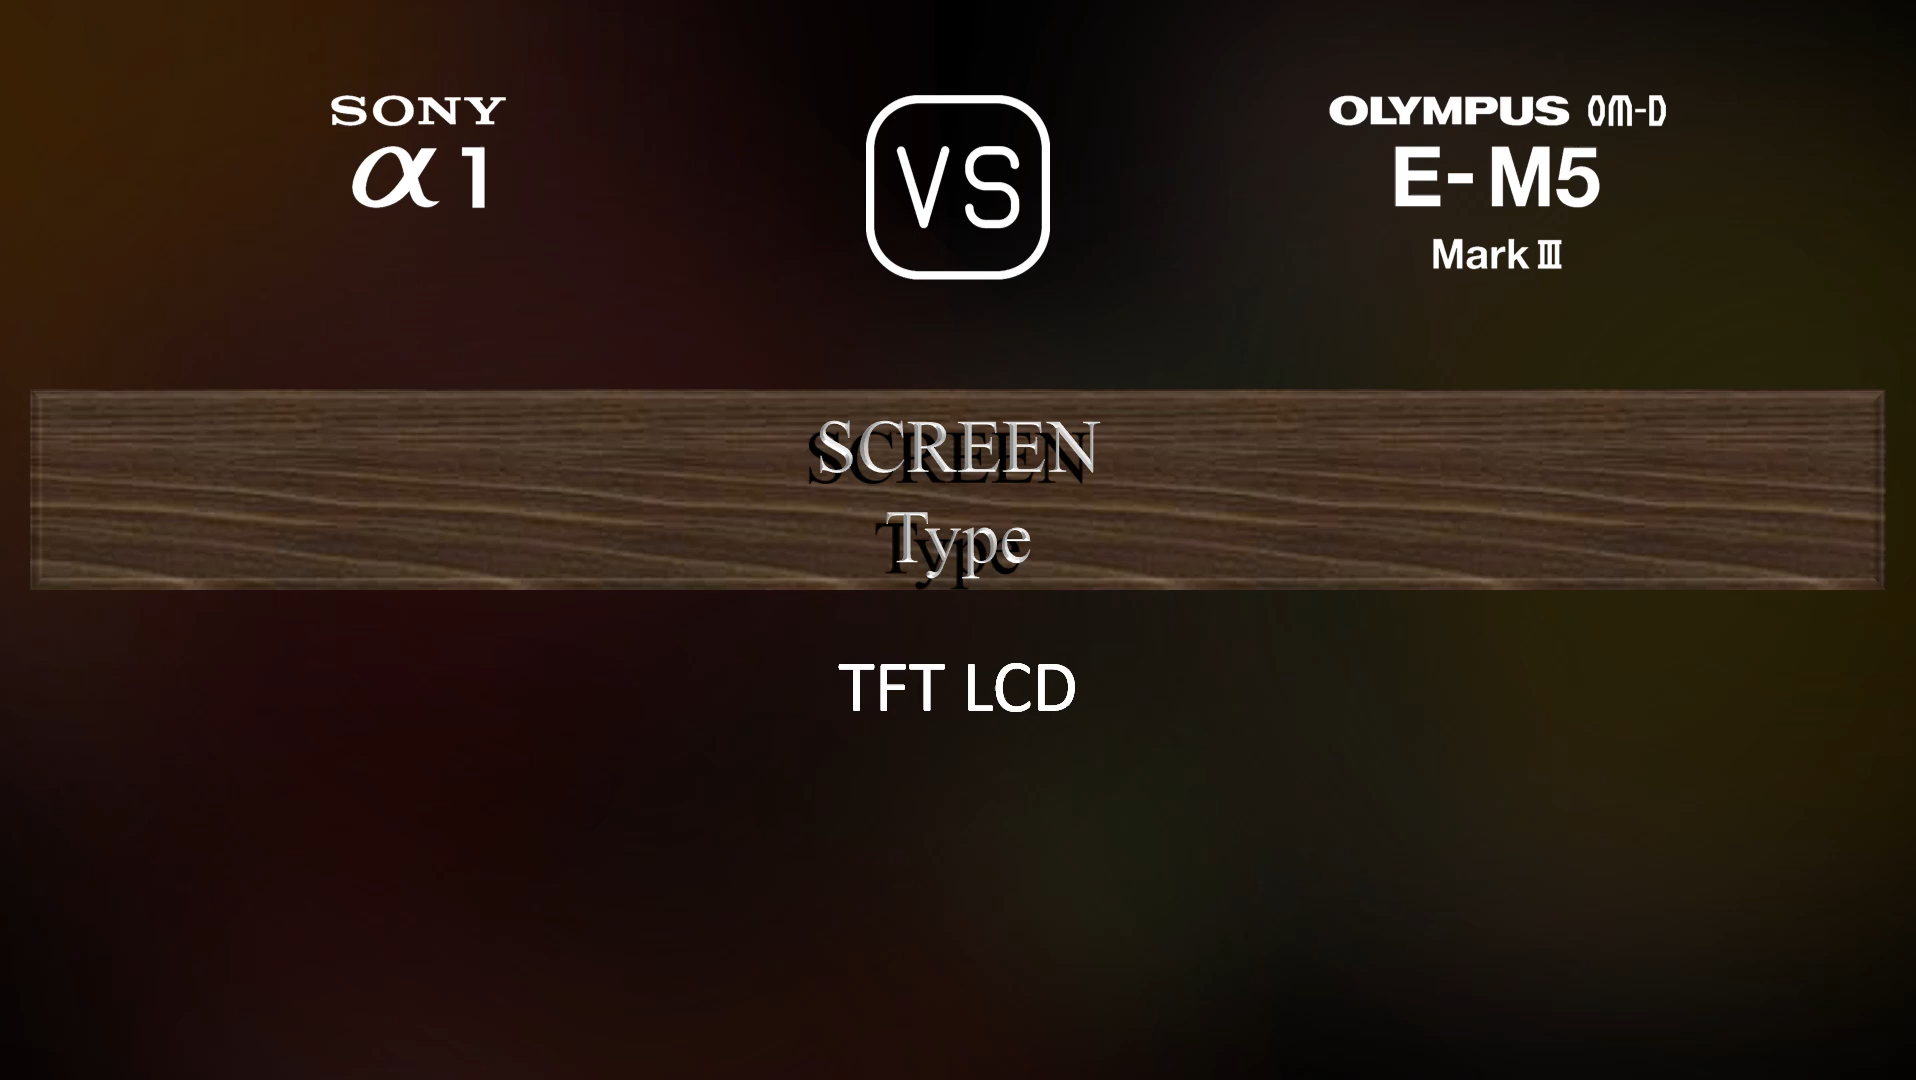 SONY
α1
VS
OLYMPUS OM-D
E-M5
Mark III
SCREEN
Type
TFT LCD